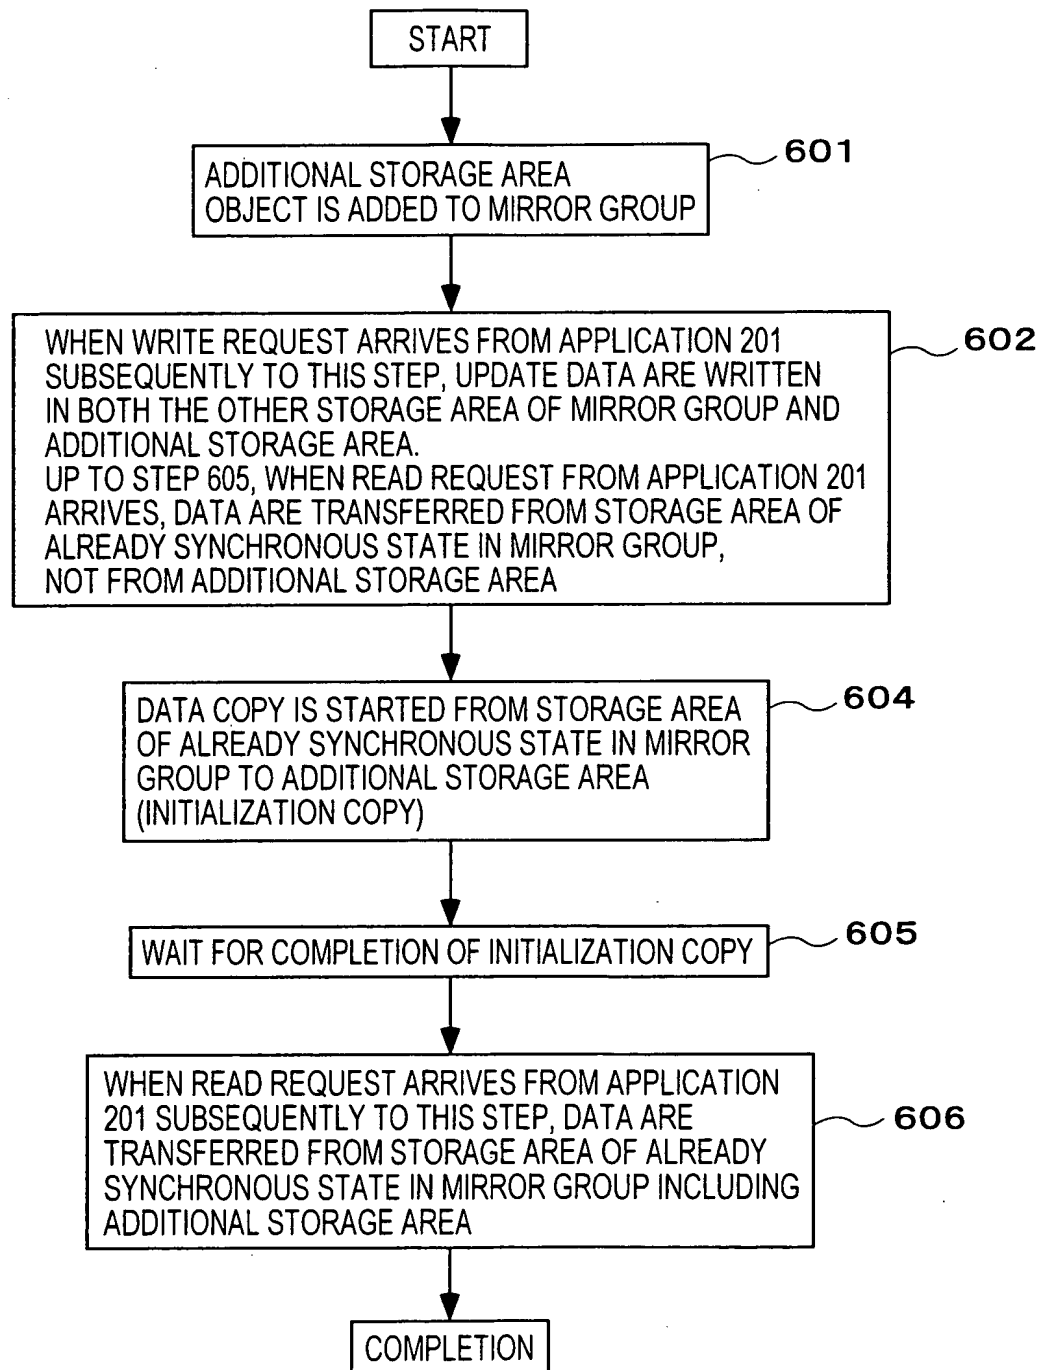 START
601
ADDITIONAL STORAGE AREA
OBJECT IS ADDED TO MIRROR GROUP
602
WHEN WRITE REQUEST ARRIVES FROM APPLICATION 201
SUBSEQUENTLY TO THIS STEP, UPDATE DATA ARE WRITTEN
IN BOTH THE OTHER STORAGE AREA OF MIRROR GROUP AND
ADDITIONAL STORAGE AREA.
UP TO STEP 605, WHEN READ REQUEST FROM APPLICATION 201
ARRIVES, DATA ARE TRANSFERRED FROM STORAGE AREA OF
ALREADY SYNCHRONOUS STATE IN MIRROR GROUP,
NOT FROM ADDITIONAL STORAGE AREA
604
DATA COPY IS STARTED FROM STORAGE AREA
OF ALREADY SYNCHRONOUS STATE IN MIRROR
GROUP TO ADDITIONAL STORAGE AREA
(INITIALIZATION COPY)
605
WAIT FOR COMPLETION OF INITIALIZATION COPY
WHEN READ REQUEST ARRIVES FROM APPLICATION
201 SUBSEQUENTLY TO THIS STEP, DATA ARE
606
TRANSFERRED FROM STORAGE AREA OF ALREADY
SYNCHRONOUS STATE IN MIRROR GROUP INCLUDING
ADDITIONAL STORAGE AREA
COMPLETION